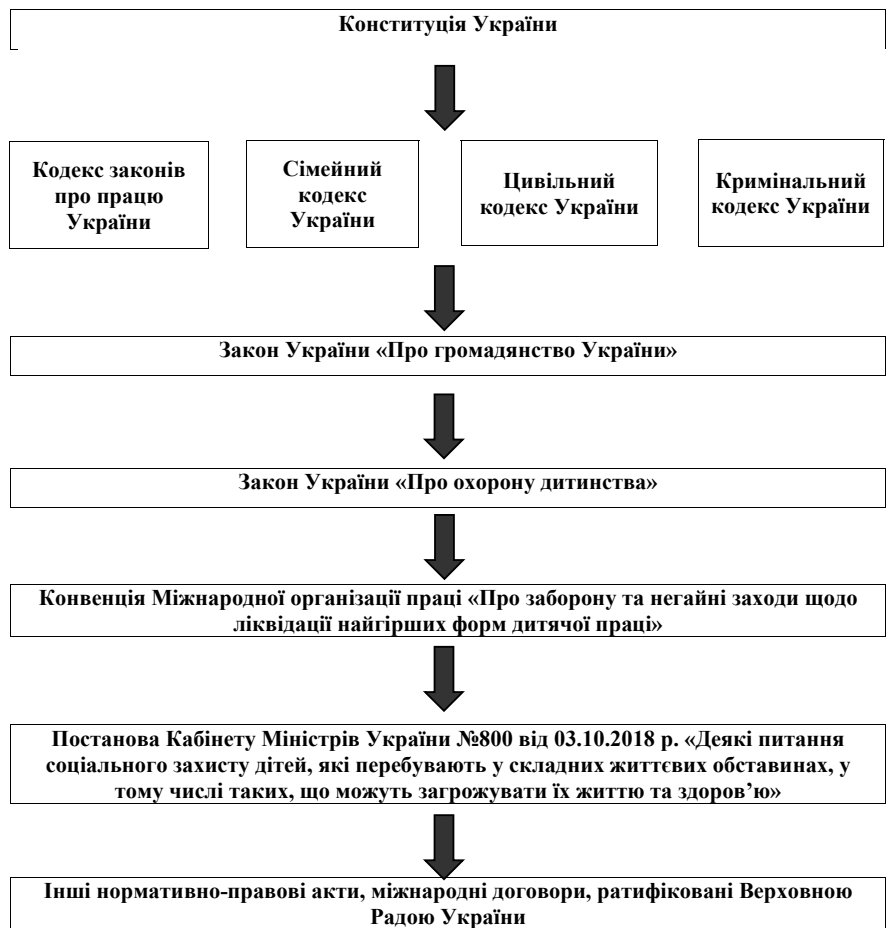 Конституція України
Кодекс законів
про працю
України
Сімейний
кодекс
України
Цивільний
кодекс України
Кримінальний
кодекс України
Закон України «Про громадянство України»
Закон України «Про охорону дитинства»
Конвенція Міжнародної організації праці «Про заборону та негайні заходи щодо
ліквідації найгірших форм дитячої праці»
Постанова Кабінету Міністрів України №800 від 03.10.2018 р. «Деякі питання
соціального захисту дітей, які перебувають у складних життєвих обставинах, у
тому числі таких, що можуть загрожувати їх життю та здоров’ю»
Інші нормативно-правові акти, міжнародні договори, ратифіковані Верховною
Радою України